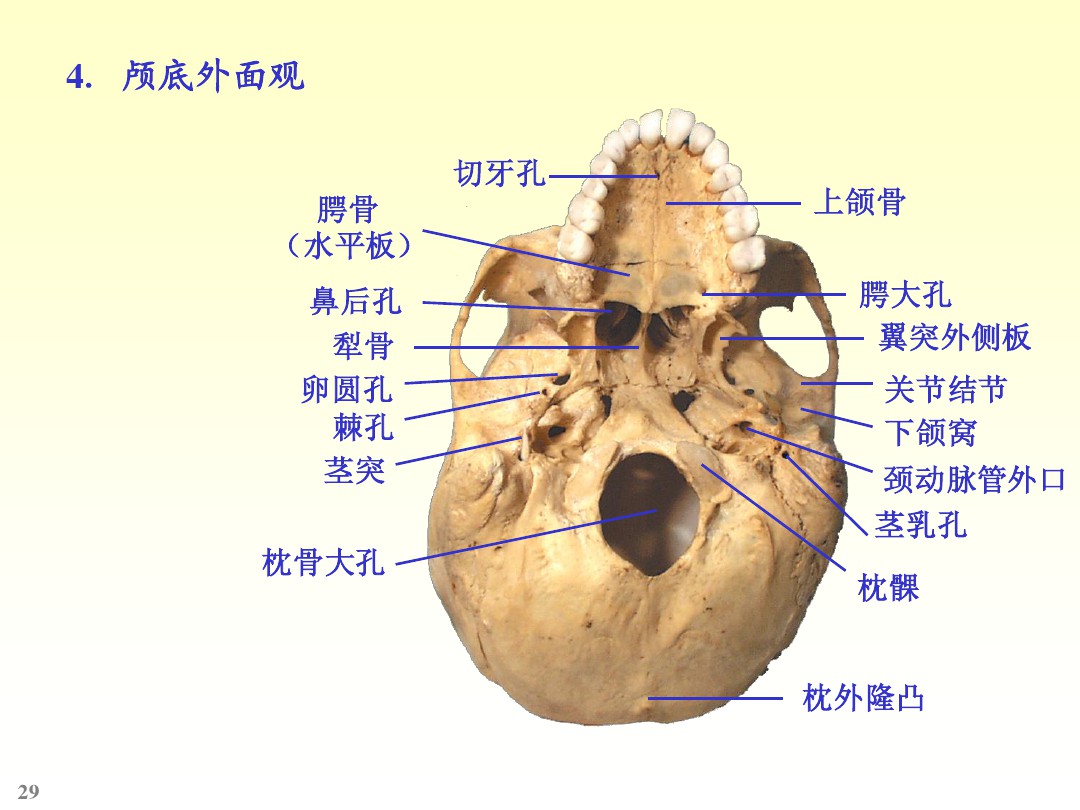 4. 颅底外面观
切牙孔
腭骨
（水平板）
鼻后孔
犁骨
卵圆孔
棘孔
茎突
枕骨大孔
上颌骨
腭大孔
翼突外侧板
关节结节
下颌窝
颈动脉管外口
茎乳孔
枕髁
枕外隆凸
29